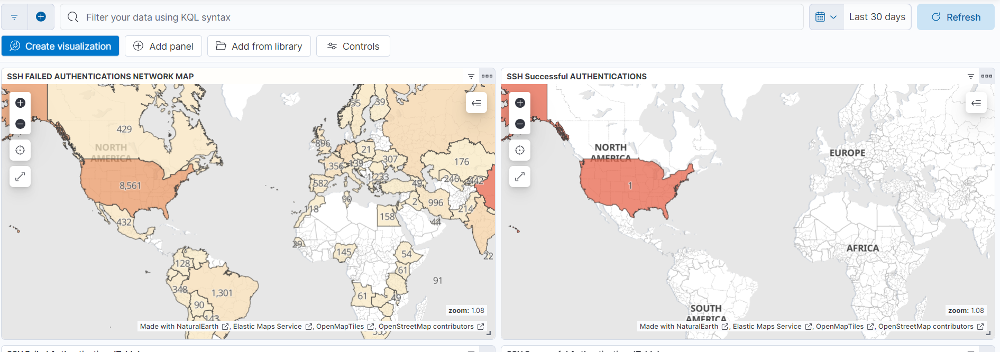 Filter your data using KQL syntax
Last 30 days
Refresh
Create visualization
Add panel
Add from library
Controls
SSH FAILED AUTHENTICATIONS NETWORK MAP
55
39
429
NORTH
AMERICA
896
21
307
176
1,356
139
1,233
246
442
8,561
582
49
90
2
996
118
214
432
158
44
29
145
54
22
128
61
91
348
1,301
61
49
90
143
zoom: 1.08
Made with NaturalEarth, Elastic Maps Service, OpenMapTiles, OpenStreetMap contributors
SSH Successful AUTHENTICATIONS
NORTH
AMERICA
EUROPE
1
AFRICA
SOUTH
AMERICA
zoom: 1.08
Made with NaturalEarth, Elastic Maps Service, OpenMapTiles, OpenStreetMap contributors